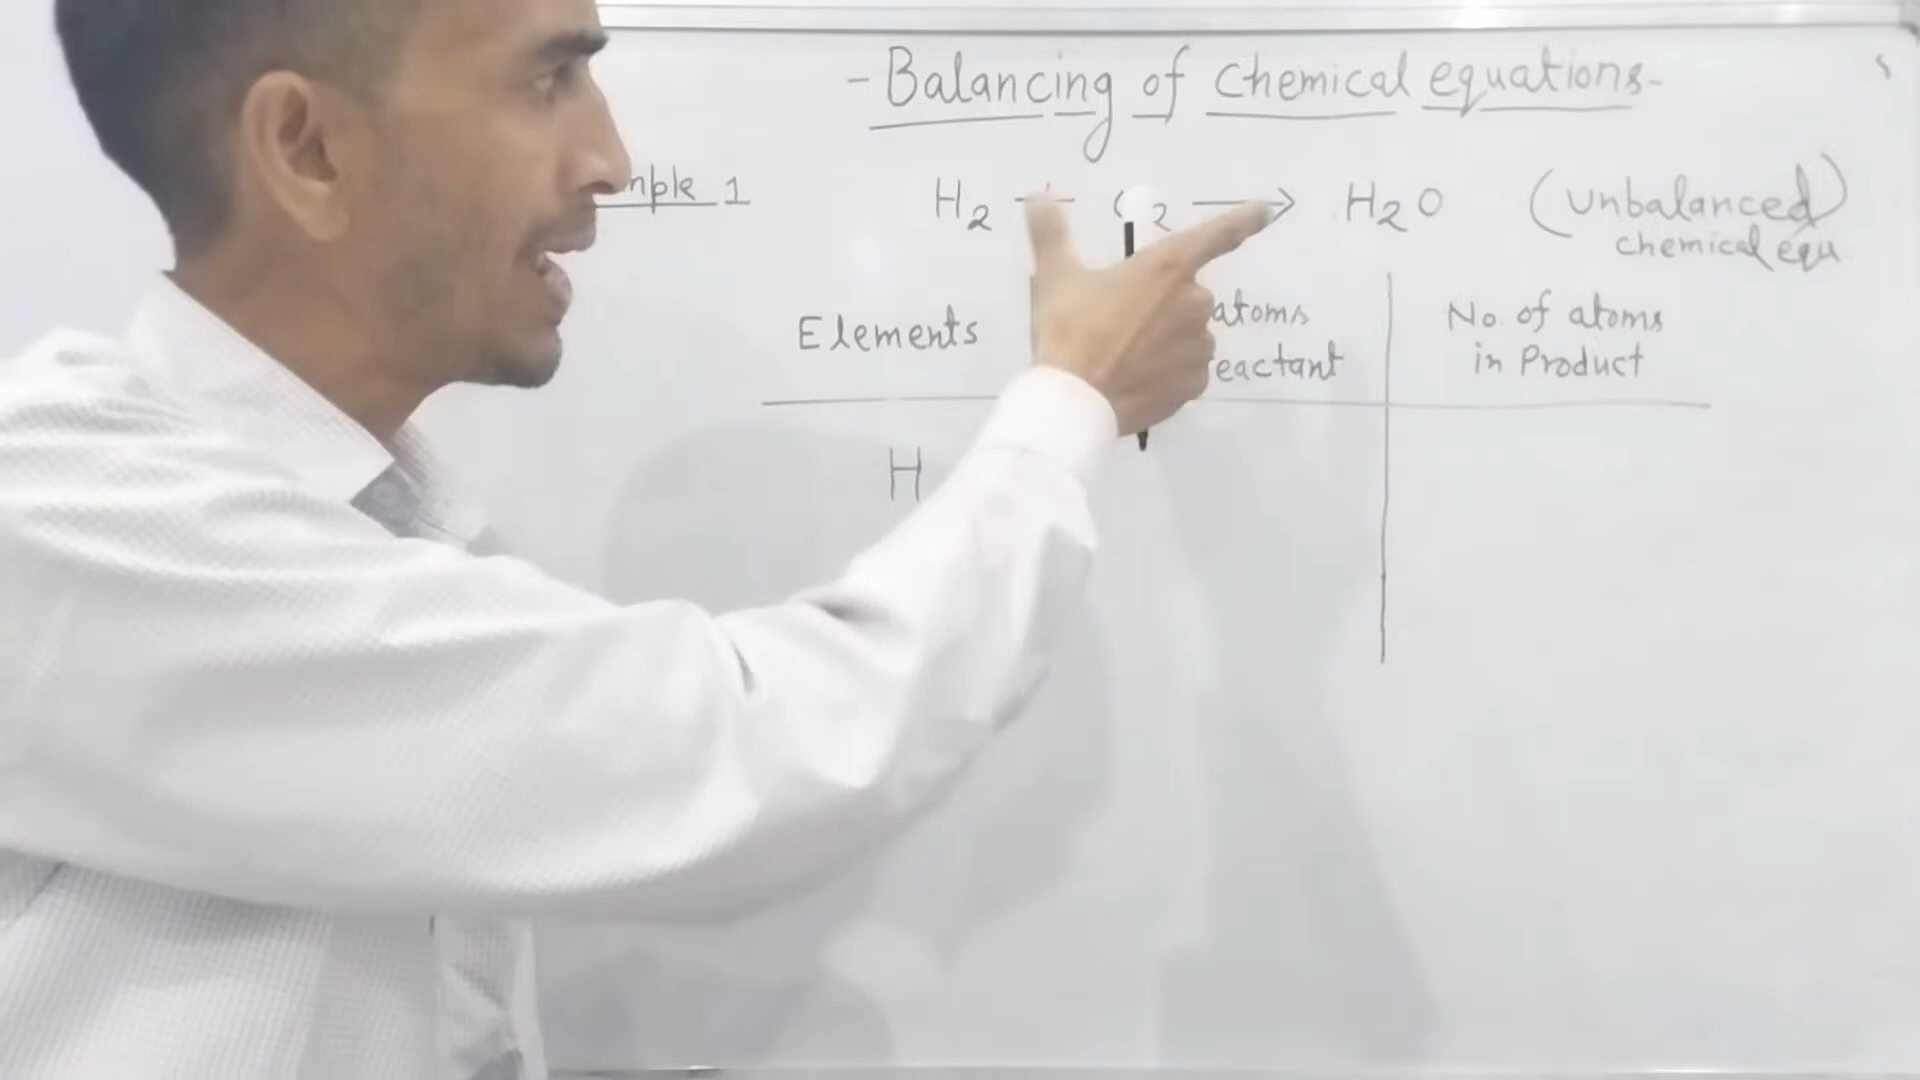 - Balancing of chemical equations -
mple 1
H2 + O2 → H2O (Unbalanced
chemical equ
Elements
atoms
eactant
No. of atoms
in Product
H